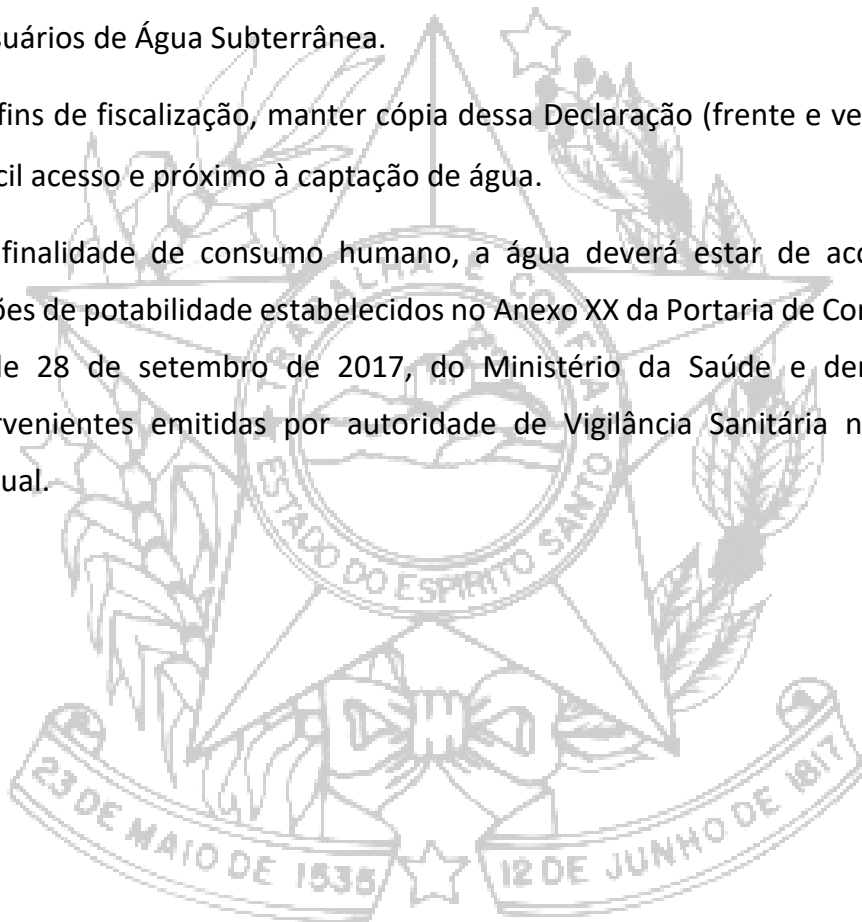 suários de Água Subterrânea.
fins de fiscalização, manter cópia dessa Declaração (frente e ve
cil acesso e próximo à captação de água.
finalidade de consumo humano, a água deverá estar de aco
ões de potabilidade estabelecidos no Anexo XX da Portaria de Con
de 28 de setembro de 2017, do Ministério da Saúde e de
rvenientes emitidas por autoridade de Vigilância Sanitária n
ual.
TRABALHA E CONFIA
ESTADO DO ESPIRITO SANTO
23 DE MAIO DE 1535
12 DE JUNHO DE 1817